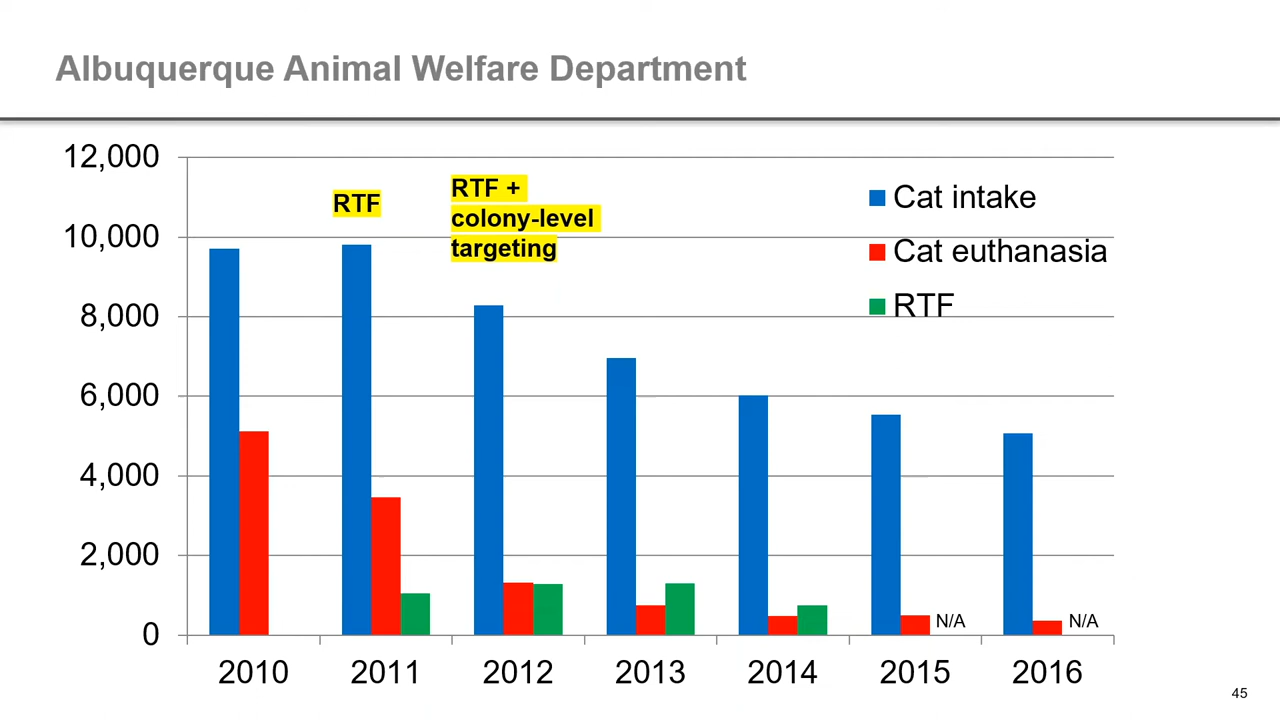 Albuquerque Animal Welfare Department
12,000
10,000
8,000
6,000
4,000
2,000
0
RTF
RTF +
colony-level
targeting
Cat intake
Cat euthanasia
RTF
N/A
N/A
2010
2011
2012
2013
2014
2015
2016
45